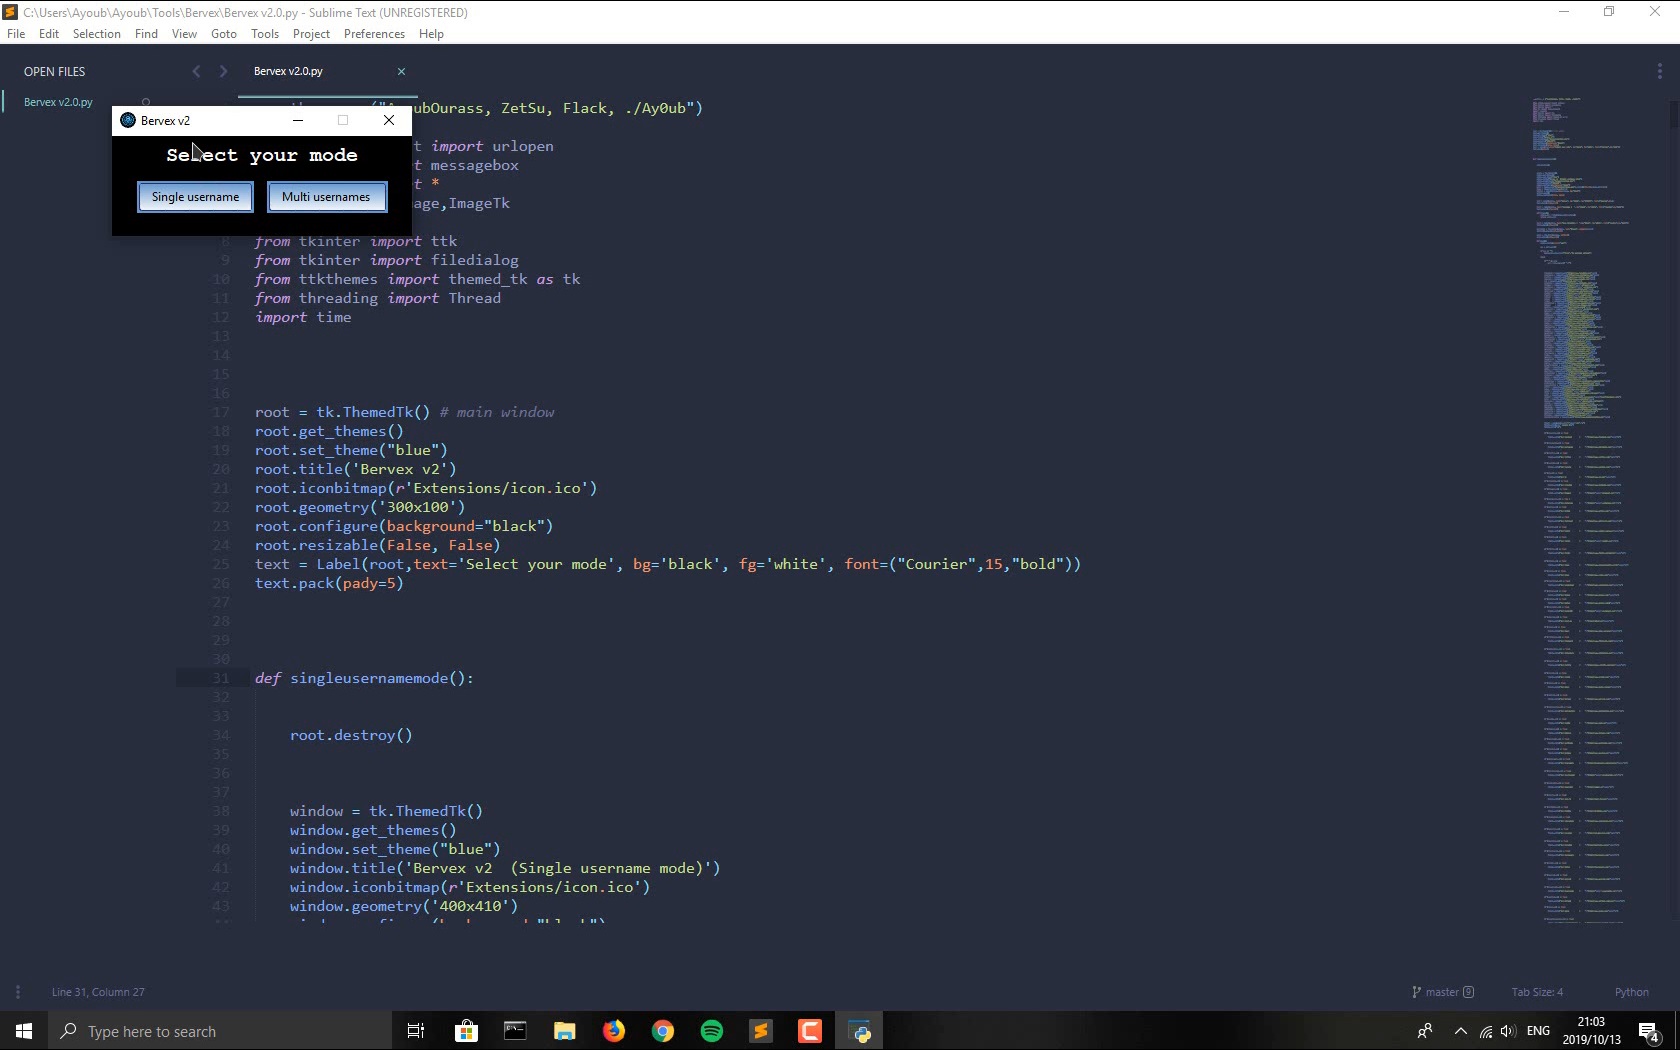 C:\Users\Ayoub\Ayoub\Tools\Bervex\Bervex v2.0.py - Sublime Text (UNREGISTERED)
File Edit Selection Find View Goto Tools Project Preferences Help
OPEN FILES
Bervex v2.0.py
Bervex v2.0.py
ubOurass, ZetSu, Flack, ./Ay0ub")
Bervex v2
Select your mode
Single username
Multi usernames
t import urlopen
t messagebox
t *
age,ImageTk
8 from tkinter import ttk
9 from tkinter import filedialog
10 from ttkthemes import themed_tk as tk
11 from threading import Thread
12 import time
13
14
15
16
17 root = tk.ThemedTk() # main window
18 root.get_themes()
19 root.set_theme("blue")
20 root.title('Bervex v2')
21 root.iconbitmap(r'Extensions/icon.ico')
22 root.geometry('300x100')
23 root.configure(background="black")
24 root.resizable(False, False)
25 text = Label(root,text='Select your mode', bg='black', fg='white', font=("Courier",15,"bold"))
26 text.pack(pady=5)
27
28
29
30
31 def singleusernamemode():
32
33
34 root.destroy()
35
36
37
38 window = tk.ThemedTk()
39 window.get_themes()
40 window.set_theme("blue")
41 window.title('Bervex v2  (Single username mode)')
42 window.iconbitmap(r'Extensions/icon.ico')
43 window.geometry('400x410')
Line 31, Column 27
master 9
Tab Size: 4
Python
Type here to search
ENG
21:03
2019/10/13
4